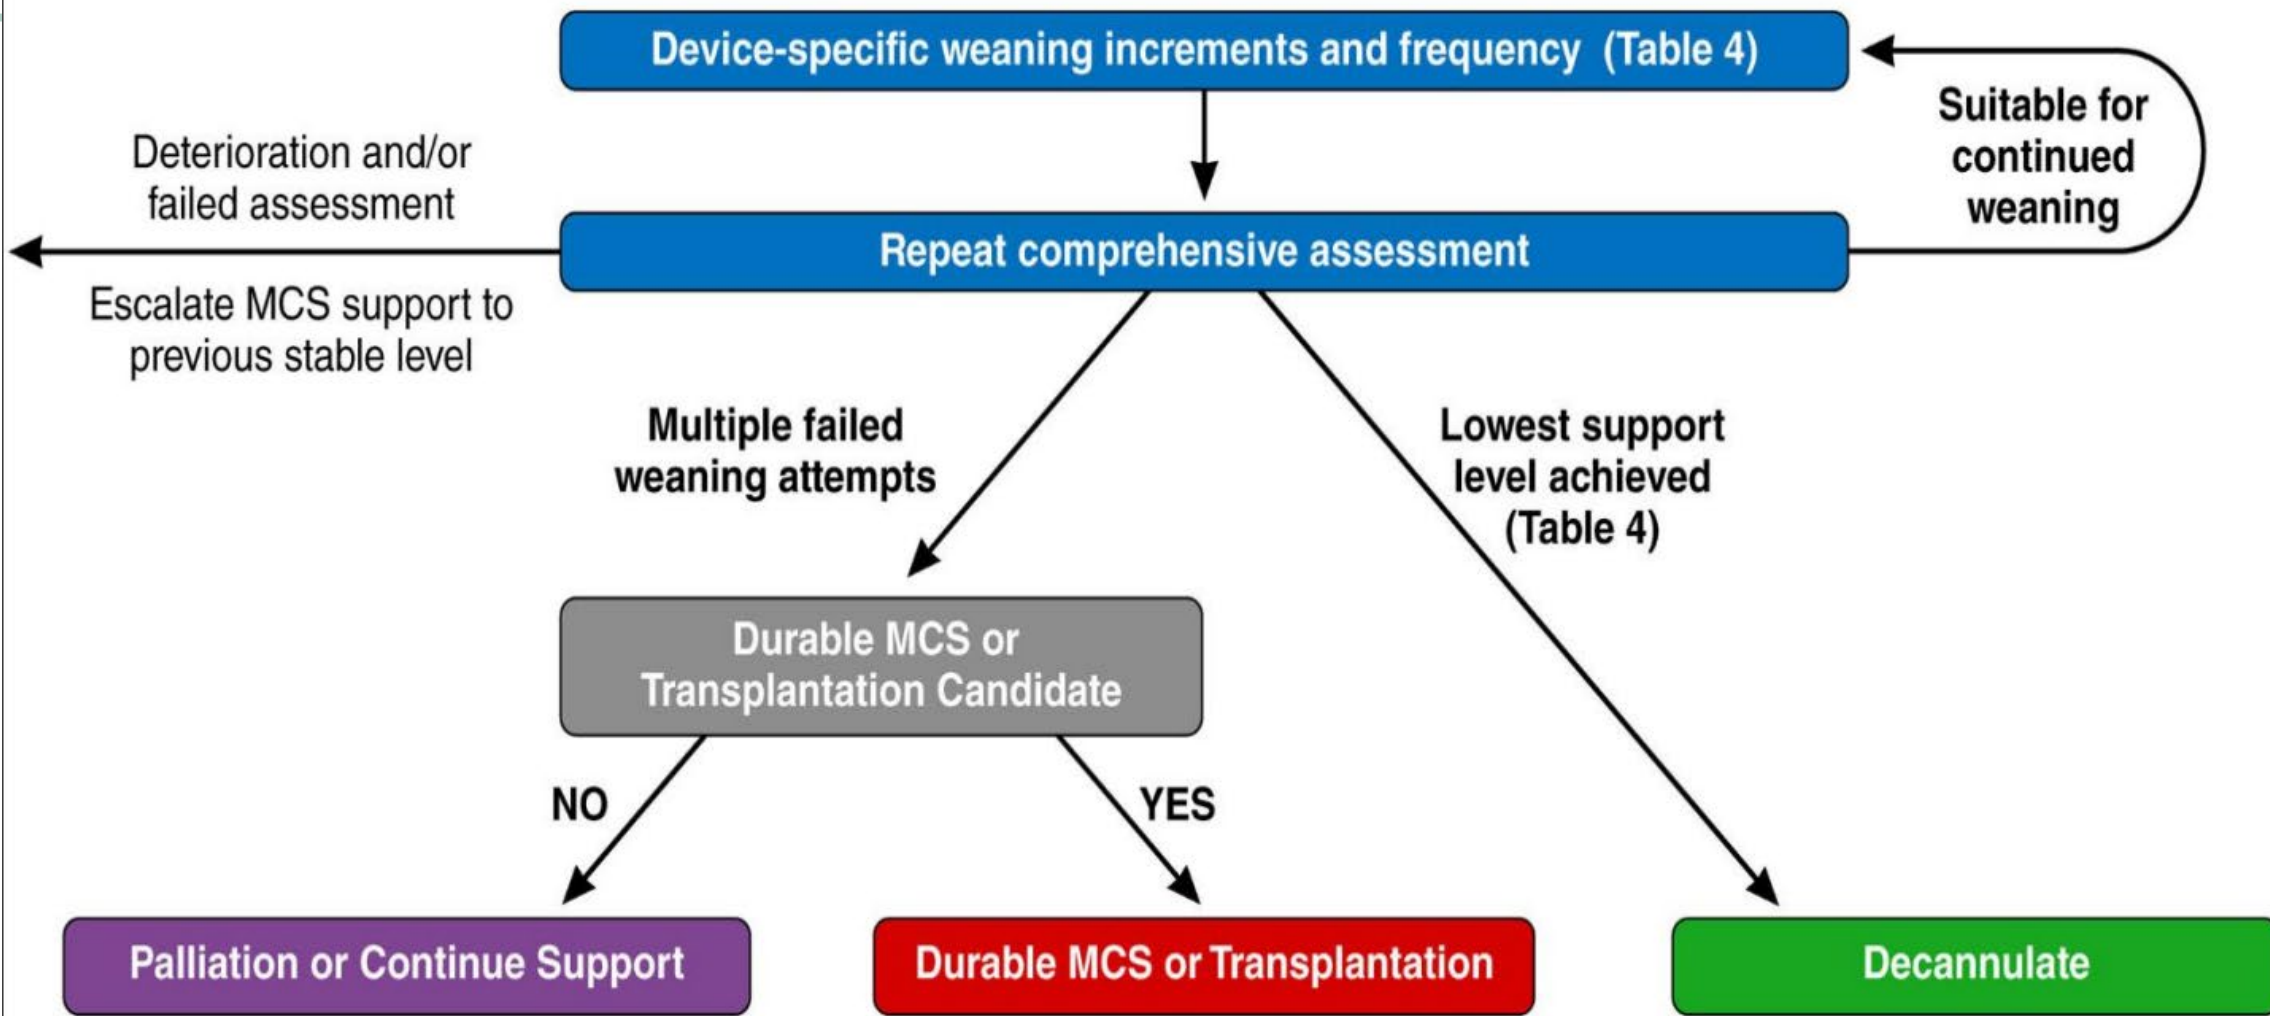 Device-specific weaning increments and frequency (Table 4)
Suitable for
continued
weaning
Deterioration and/or
failed assessment
Repeat comprehensive assessment
Escalate MCS support to
previous stable level
Multiple failed
weaning attempts
Lowest support
level achieved
(Table 4)
Durable MCS or
Transplantation Candidate
NO
YES
Palliation or Continue Support
Durable MCS or Transplantation
Decannulate